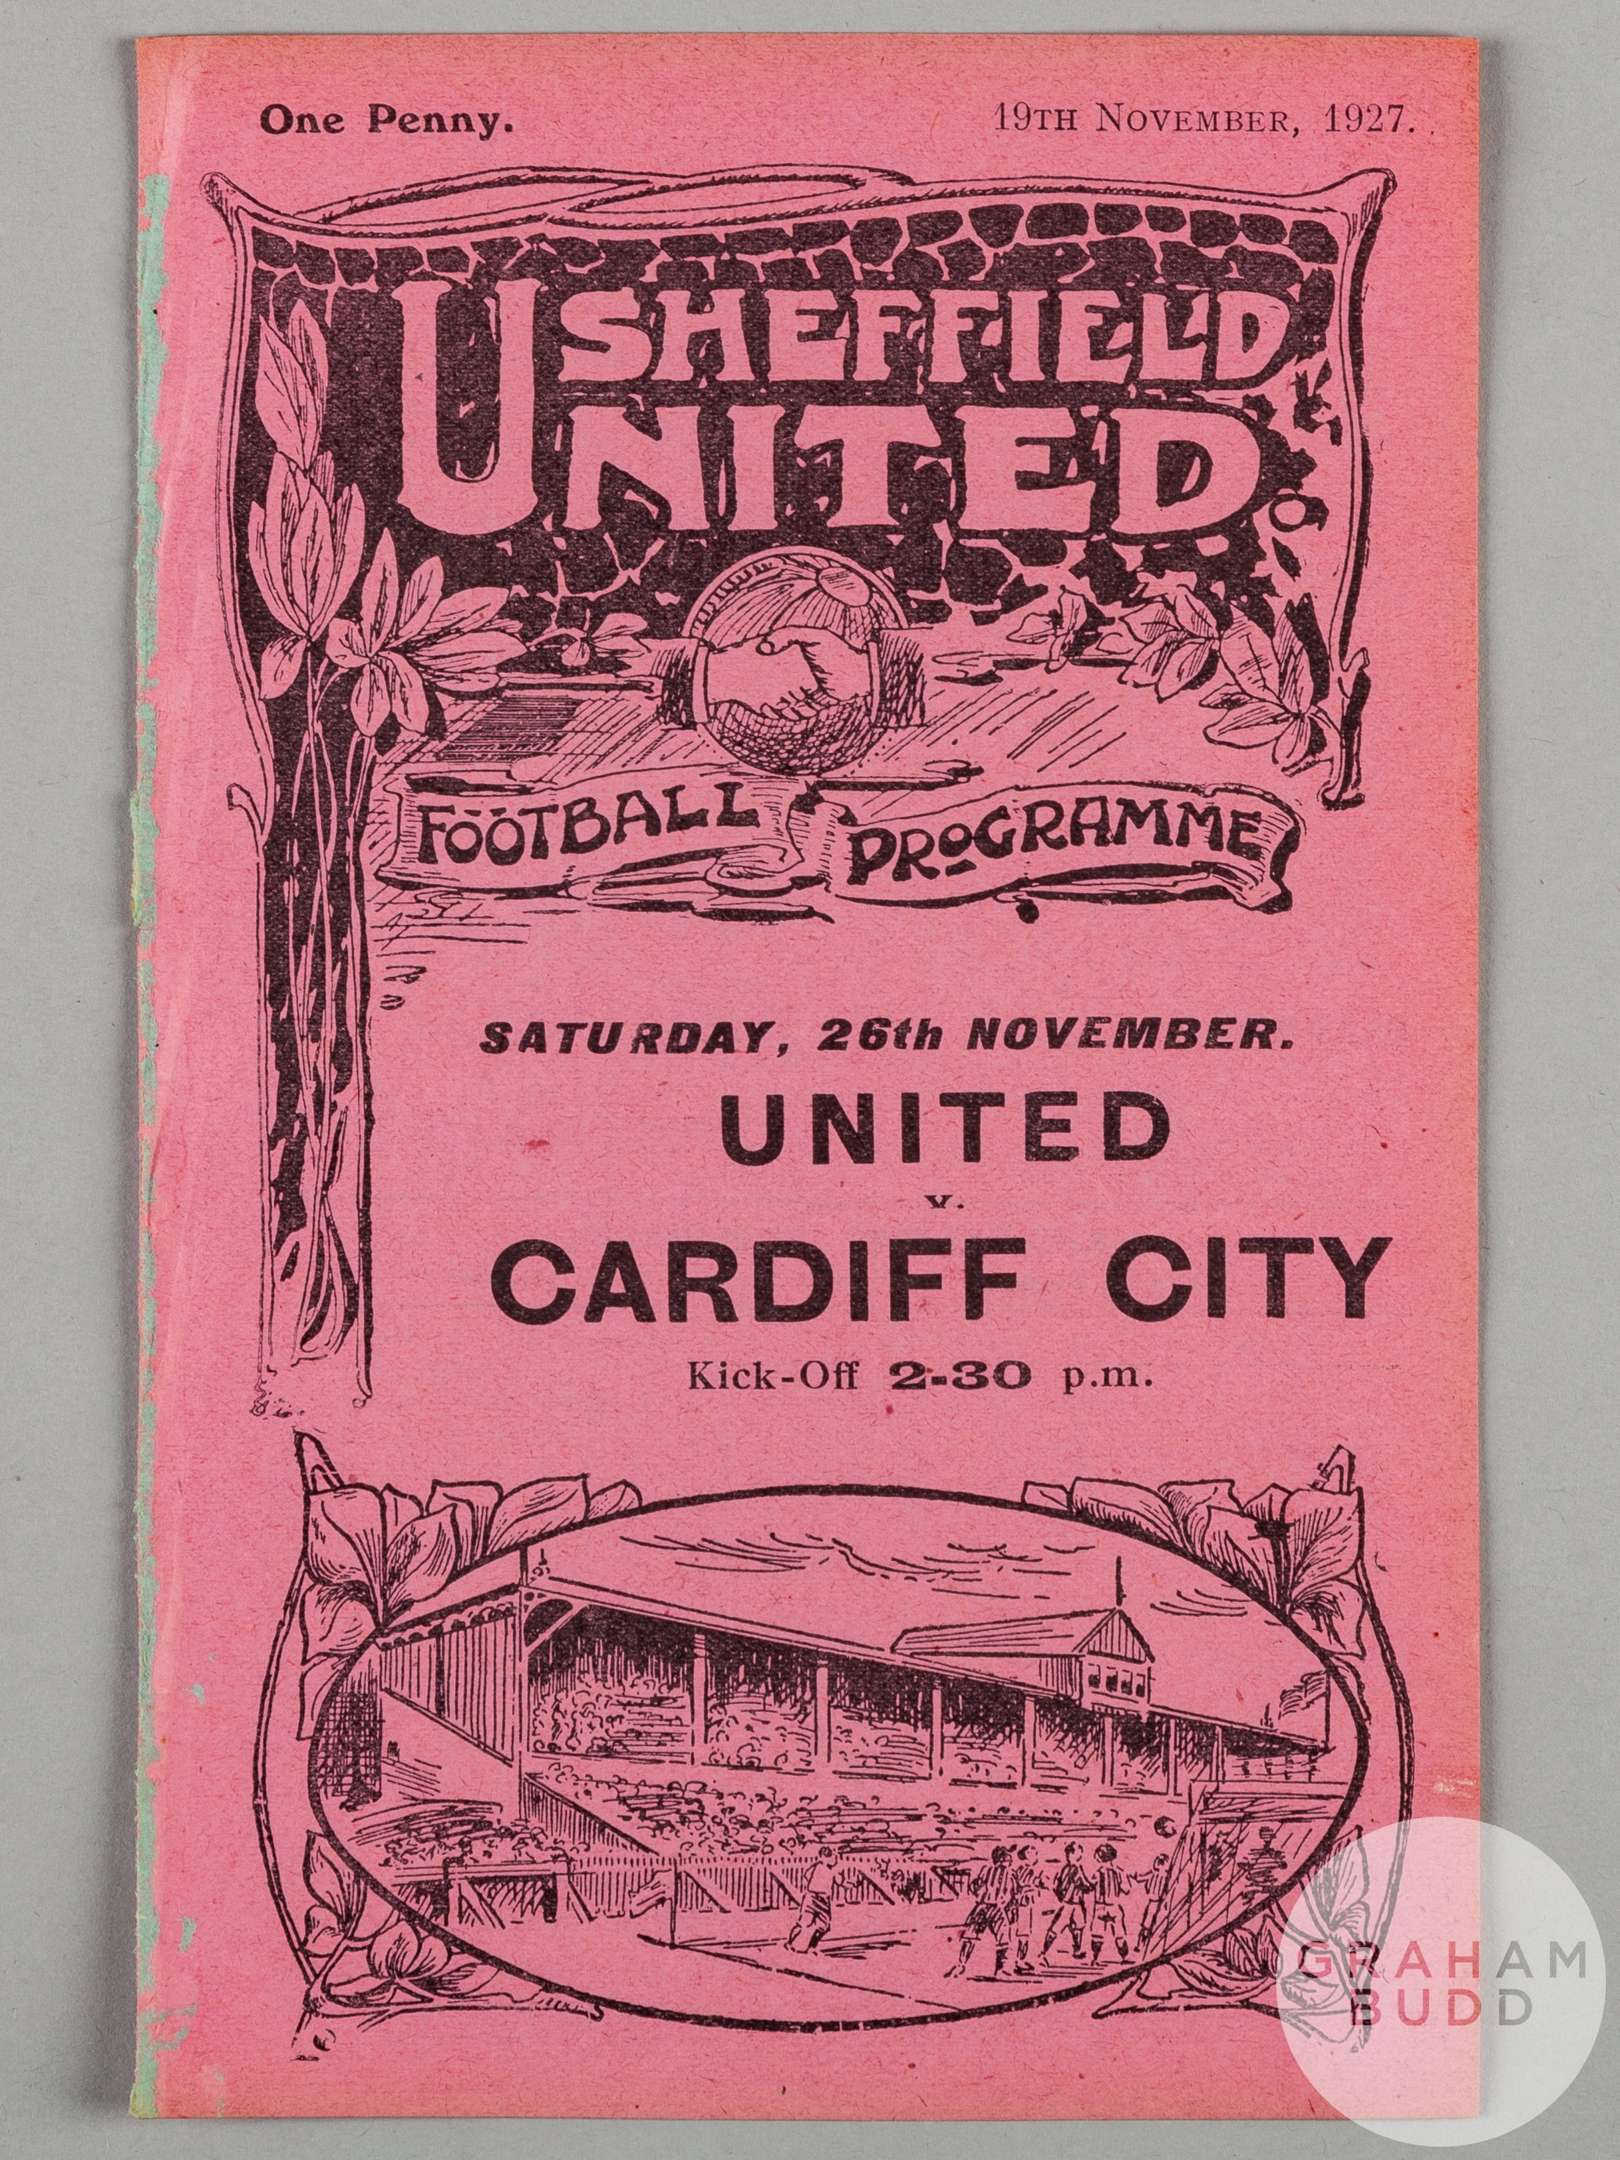 One Penny.
19TH NOVEMBER, 1927.
SHEFFIELD
UNITED
FOOTBALL PROGRAMME
SATURDAY, 26th NOVEMBER.
UNITED
v.
CARDIFF CITY
Kick-Off 2-30 p.m.
GRAHAM
BUDD